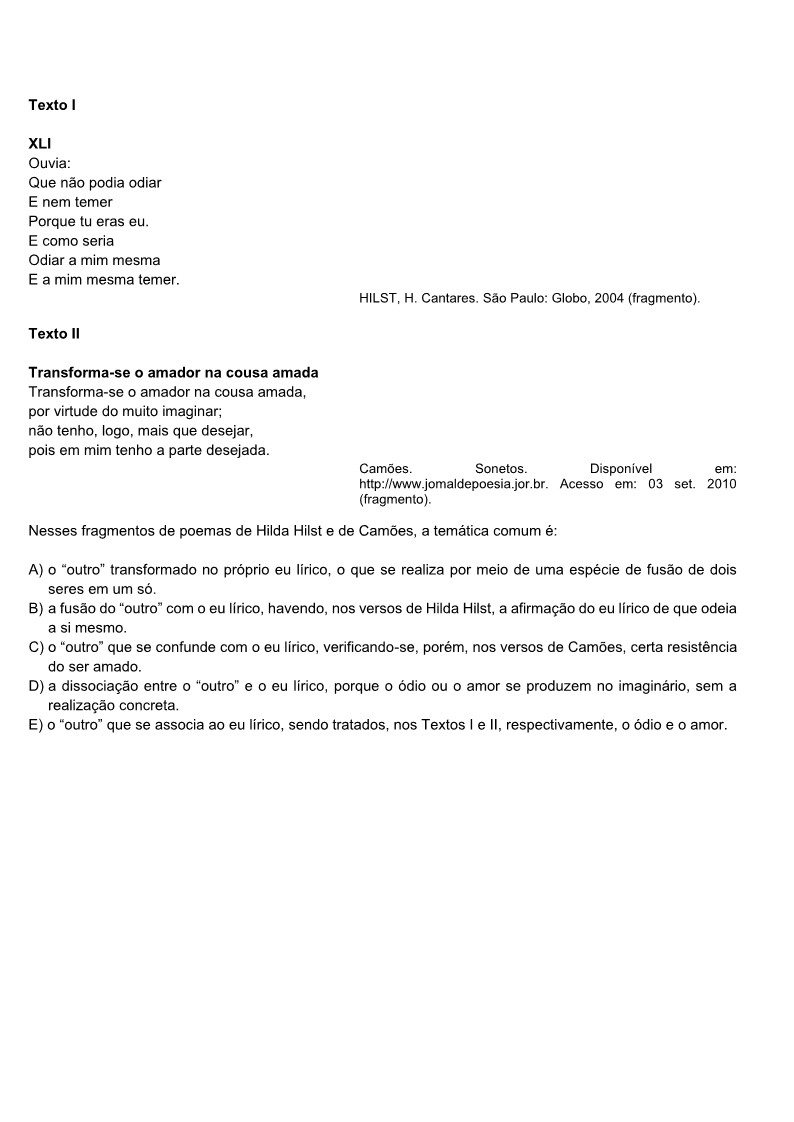 Texto I
XLI
Ouvia:
Que não podia odiar
E nem temer
Porque tu eras eu.
E como seria
Odiar a mim mesma
E a mim mesma temer.
HILST, H. Cantares. São Paulo: Globo, 2004 (fragmento).
Texto II
Transforma-se o amador na cousa amada
Transforma-se o amador na cousa amada,
por virtude do muito imaginar;
não tenho, logo, mais que desejar,
pois em mim tenho a parte desejada.
Camões. Sonetos. Disponível em:
http://www.jomaldepoesia.jor.br. Acesso em: 03 set. 2010
(fragmento).
Nesses fragmentos de poemas de Hilda Hilst e de Camões, a temática comum é:
A) o “outro” transformado no próprio eu lírico, o que se realiza por meio de uma espécie de fusão de dois
seres em um só.
B) a fusão do “outro” com o eu lírico, havendo, nos versos de Hilda Hilst, a afirmação do eu lírico de que odeia
a si mesmo.
C) o “outro” que se confunde com o eu lírico, verificando-se, porém, nos versos de Camões, certa resistência
do ser amado.
D) a dissociação entre o “outro” e o eu lírico, porque o ódio ou o amor se produzem no imaginário, sem a
realização concreta.
E) o “outro” que se associa ao eu lírico, sendo tratados, nos Textos I e II, respectivamente, o ódio e o amor.